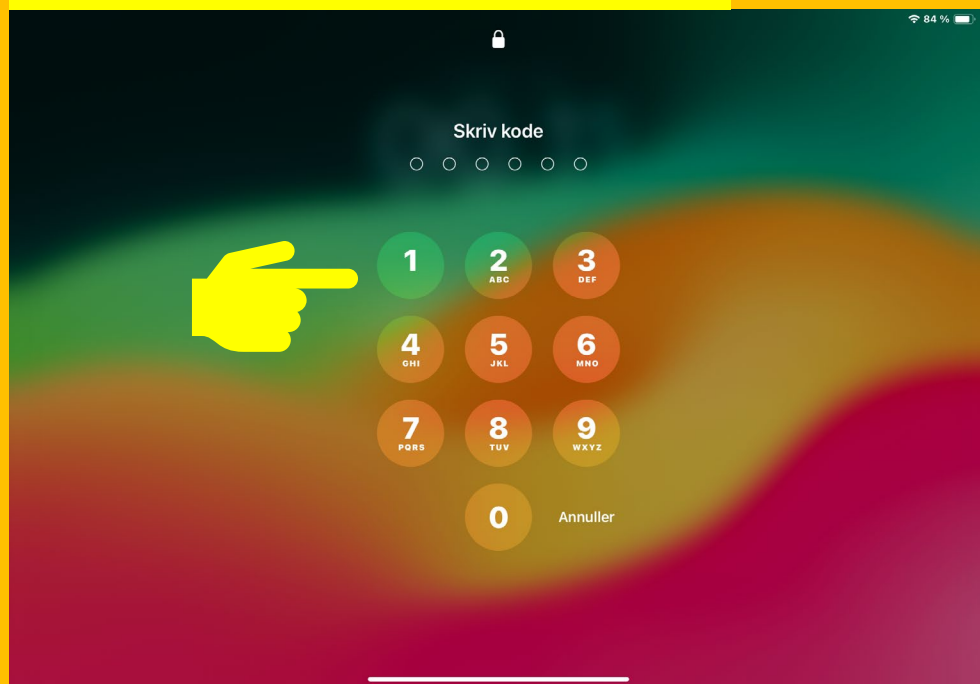 84 %
Skriv kode
1
2
ABC
3
DEF
4
GHI
5
JKL
6
MNO
7
PQRS
8
TUV
9
WXYZ
0
Annuller